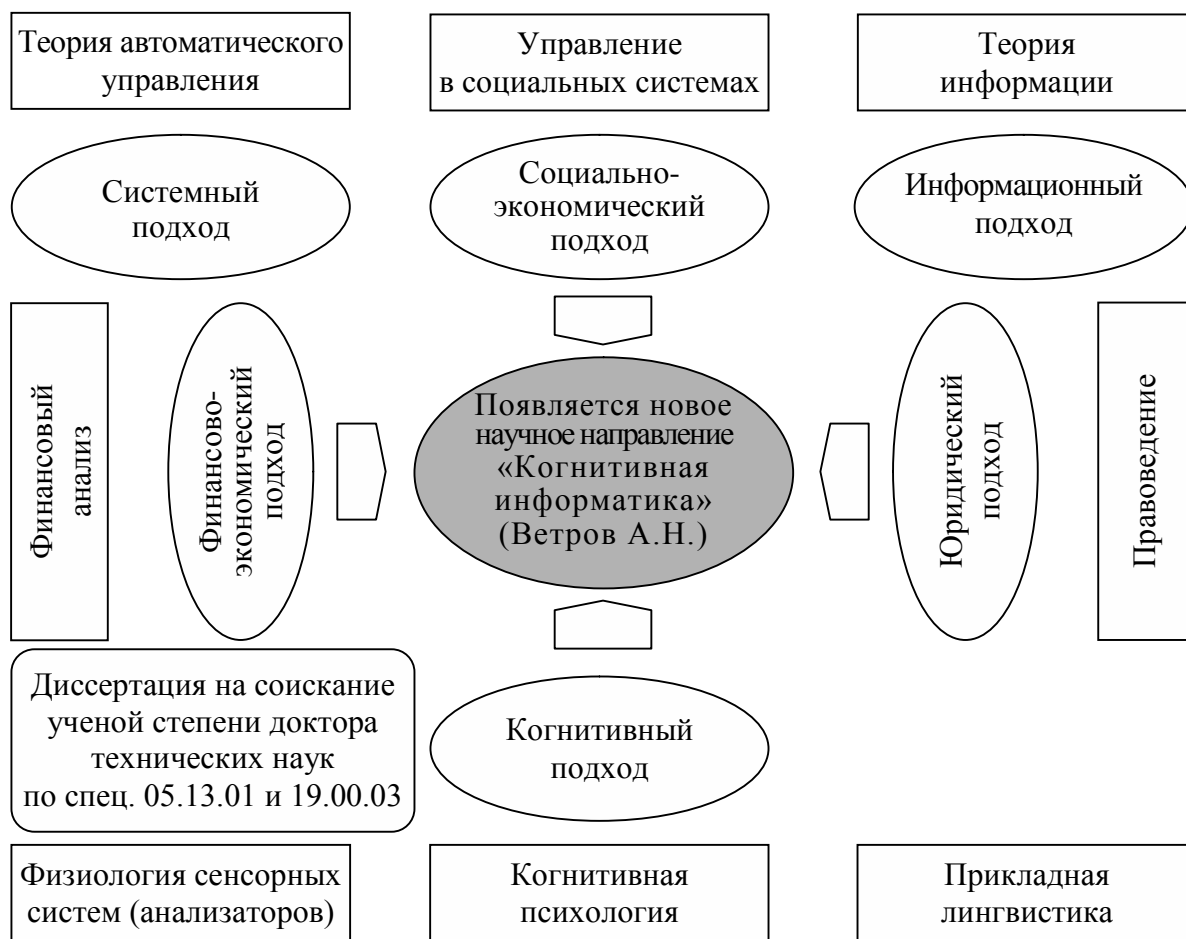 Теория автоматического
управления
Управление
в социальных системах
Теория
информации
Системный
подход
Социально-
экономический
подход
Информационный
подход
Финансовый
анализ
Финансово-
экономический
подход
Появляется новое
научное направление
«Когнитивная
информатика»
(Ветров А.Н.)
Юридический
подход
Правоведение
Диссертация на соискание
ученой степени доктора
технических наук
по спец. 05.13.01 и 19.00.03
Когнитивный
подход
Физиология сенсорных
систем (анализаторов)
Когнитивная
психология
Прикладная
лингвистика